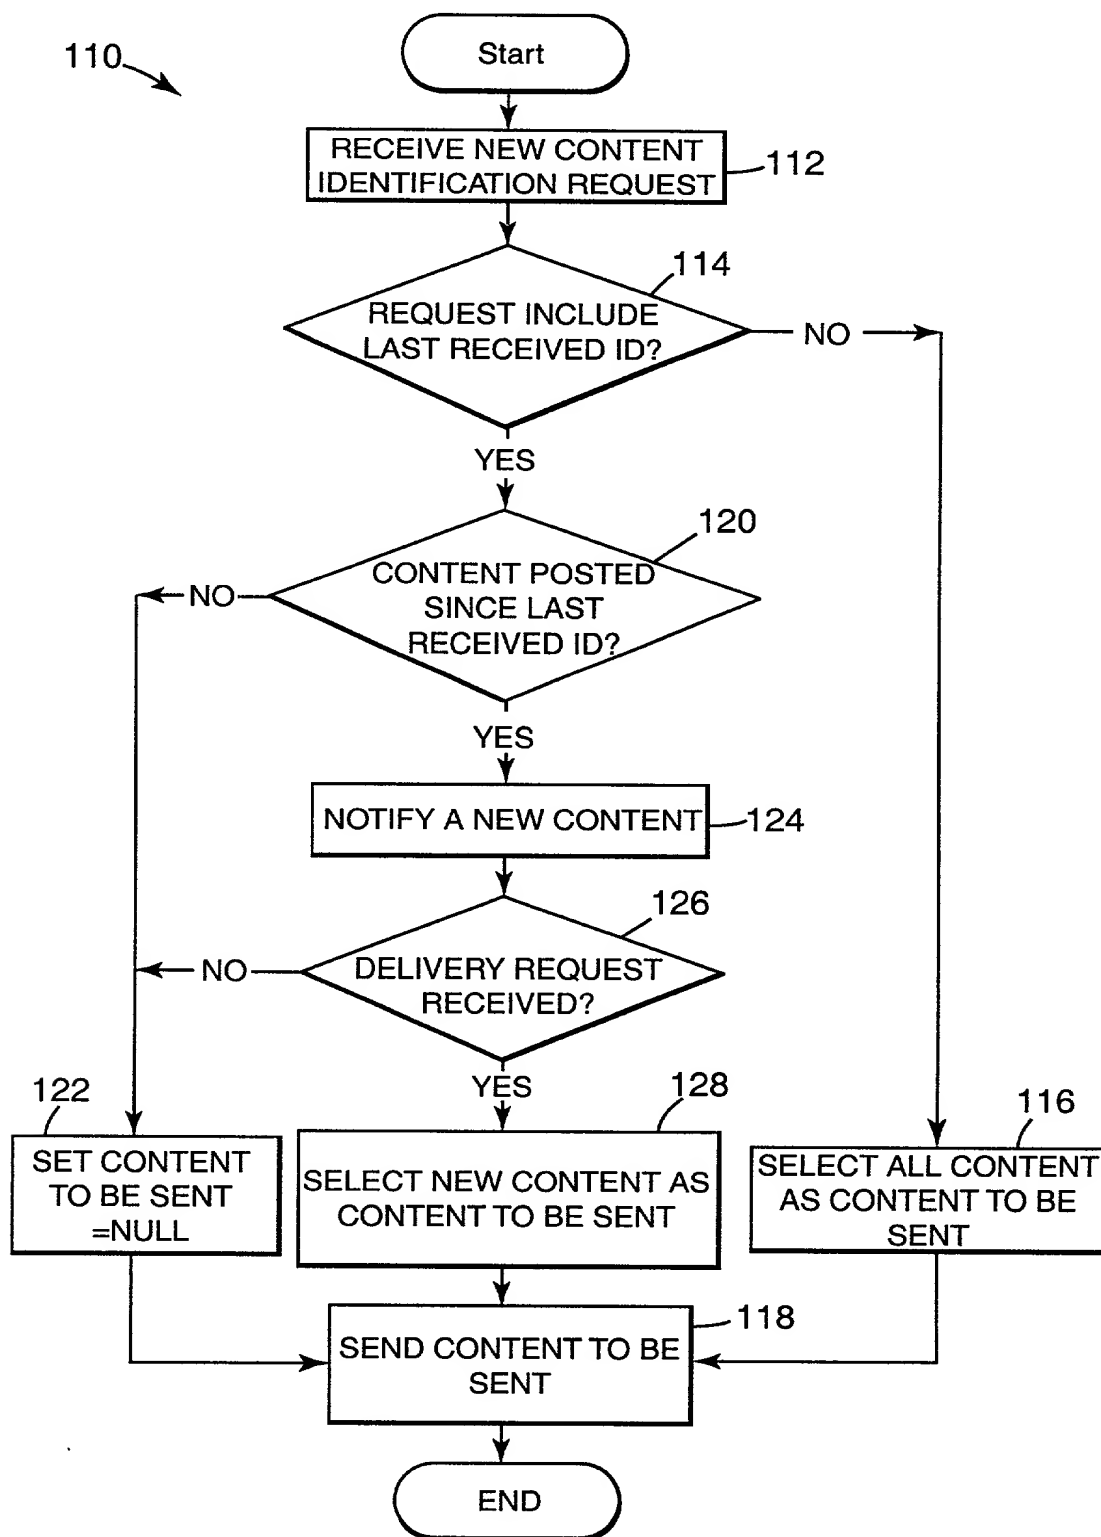 110
Start
RECEIVE NEW CONTENT
IDENTIFICATION REQUEST
112
114
REQUEST INCLUDE
LAST RECEIVED ID?
NO
YES
120
CONTENT POSTED
SINCE LAST
RECEIVED ID?
NO
YES
NOTIFY A NEW CONTENT
124
126
DELIVERY REQUEST
RECEIVED?
NO
YES
122
SET CONTENT
TO BE SENT
=NULL
128
SELECT NEW CONTENT AS
CONTENT TO BE SENT
116
SELECT ALL CONTENT
AS CONTENT TO BE
SENT
118
SEND CONTENT TO BE
SENT
END